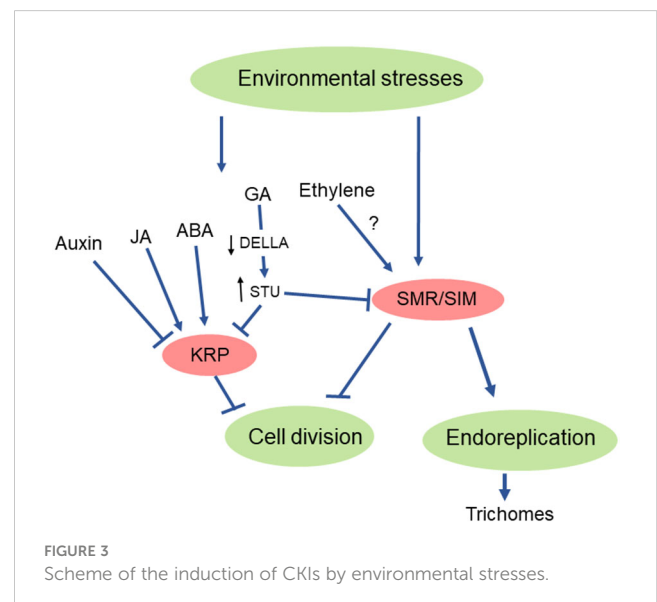 Environmental stresses
GA
Ethylene
?
Auxin
JA
ABA
↓ DELLA
↑ STU
SMR/SIM
KRP
Cell division
Endoreplication
Trichomes
FIGURE 3
Scheme of the induction of CKIs by environmental stresses.